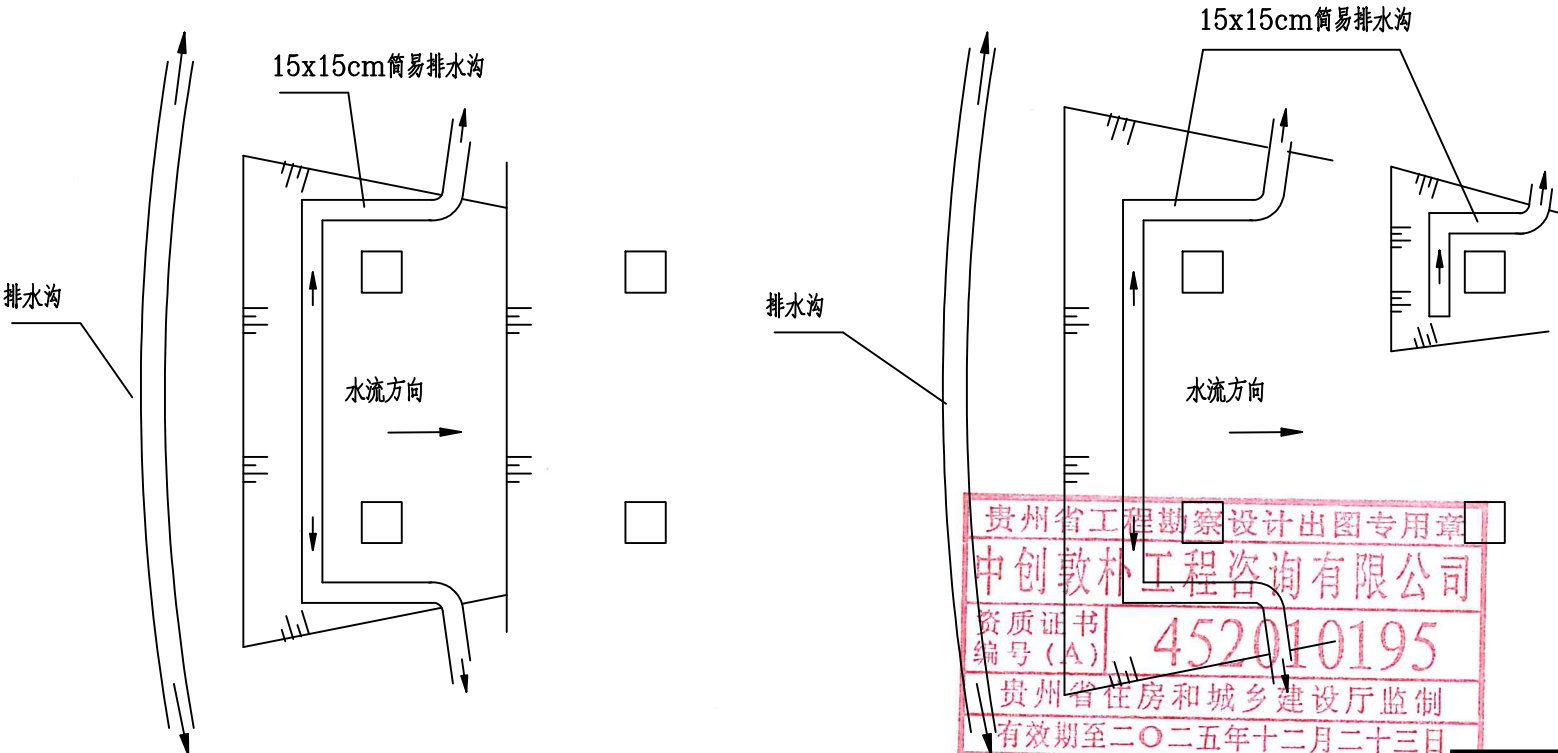 15x15cm简易排水沟
排水沟
水流方向
15x15cm简易排水沟
排水沟
水流方向
贵州省工程勘察设计出图专用章
中创敦朴工程咨询有限公司
资质证书
编号(A)
452010195
贵州省住房和城乡建设厅监制
有效期至二〇二五年十二月二十三日